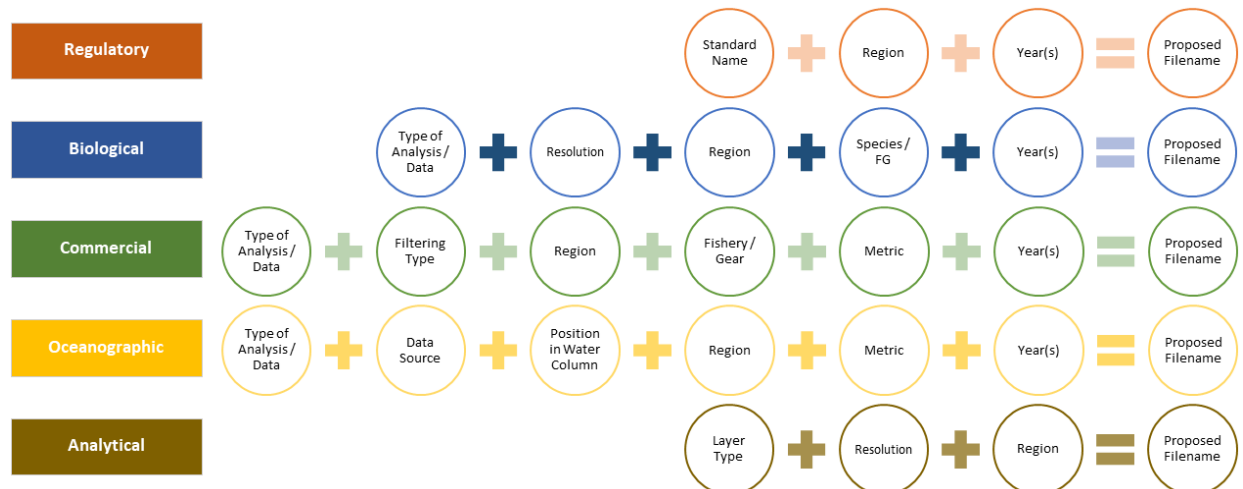 Regulatory
Standard
Name
Region
Year(s)
Proposed
Filename
Biological
Type of
Analysis /
Data
Resolution
Region
Species /
FG
Year(s)
Proposed
Filename
Commercial
Type of
Analysis /
Data
Filtering
Type
Region
Fishery /
Gear
Metric
Year(s)
Proposed
Filename
Oceanographic
Type of
Analysis /
Data
Data
Source
Position
in Water
Column
Region
Metric
Year(s)
Proposed
Filename
Analytical
Layer
Type
Resolution
Region
Proposed
Filename